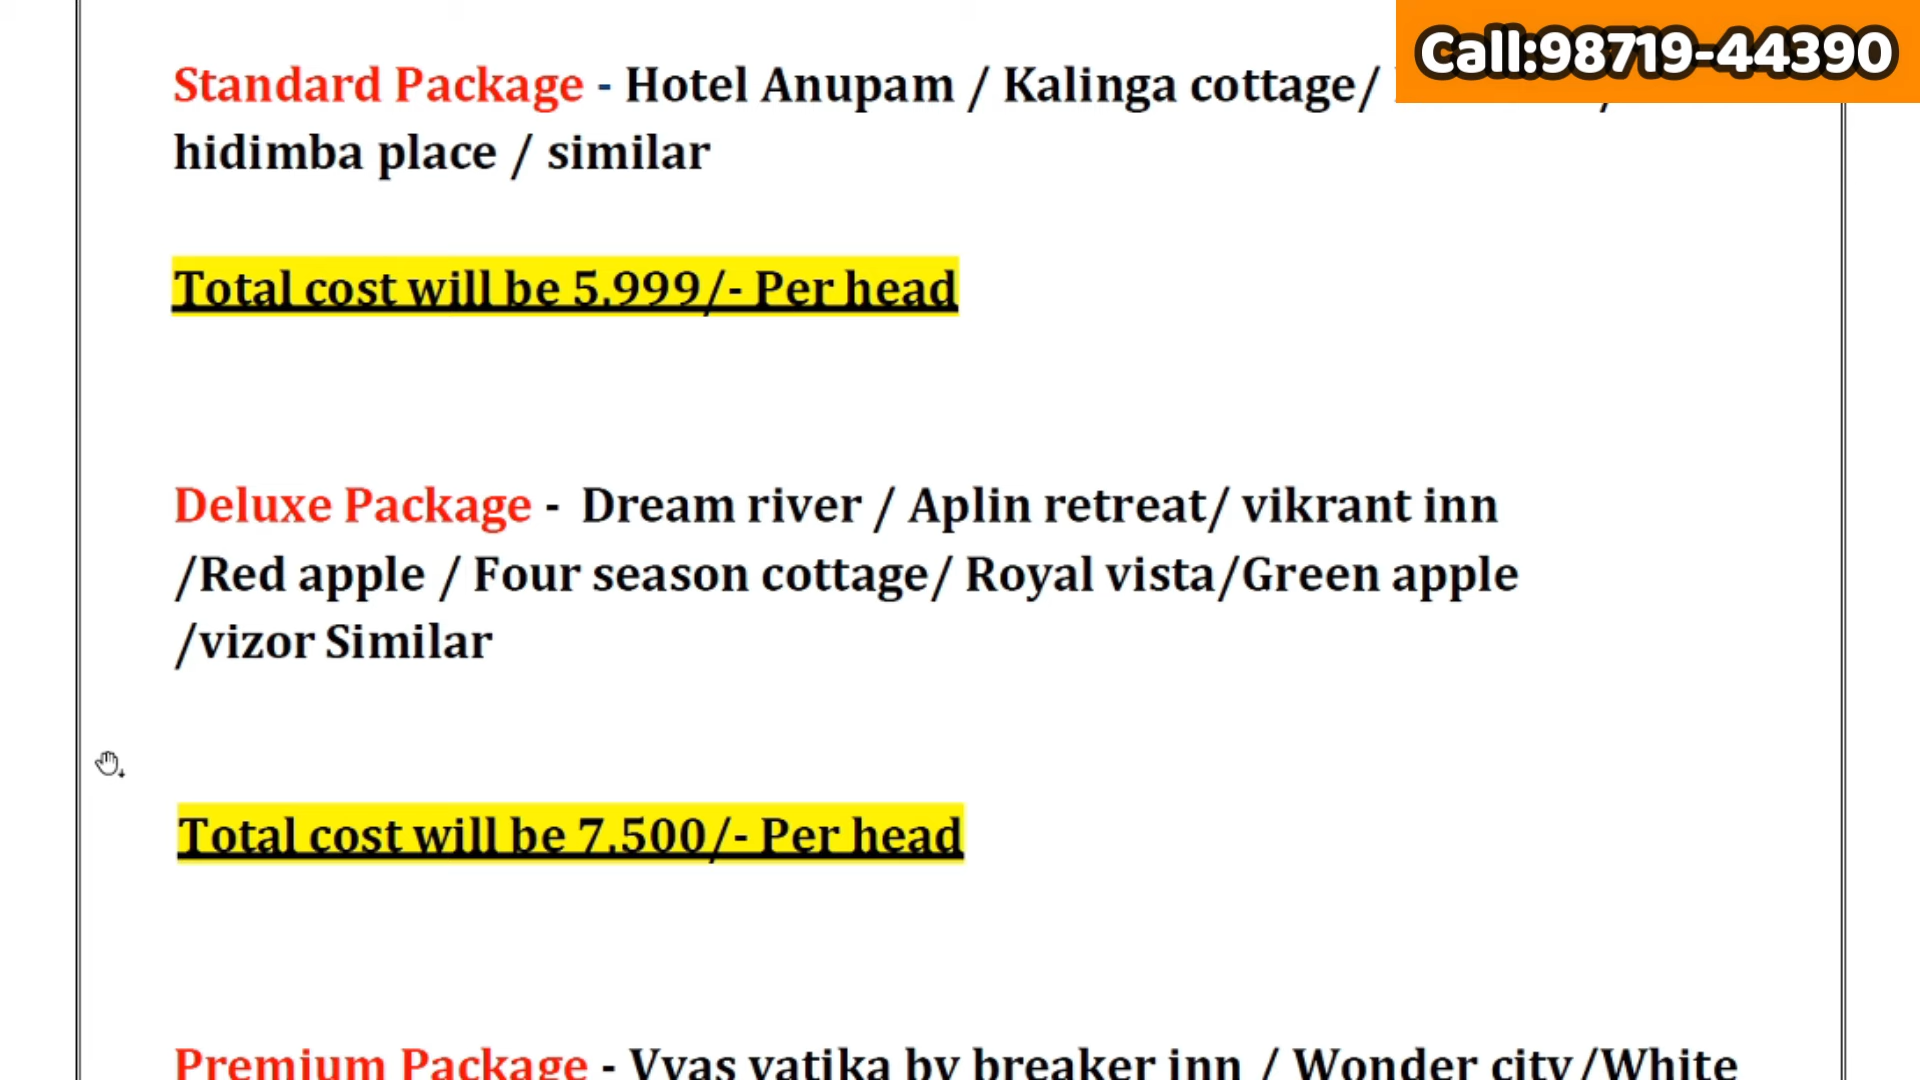 Call:98719-44390
Standard Package - Hotel Anupam / Kalinga cottage/
hidimba place / similar
Total cost will be 5,999/- Per head
Deluxe Package - Dream river / Aplin retreat/ vikrant inn
/Red apple / Four season cottage/ Royal vista/Green apple
/vizor Similar
Total cost will be 7,500/- Per head
Premium Package - Vyas vatika by breaker inn / Wonder city/White